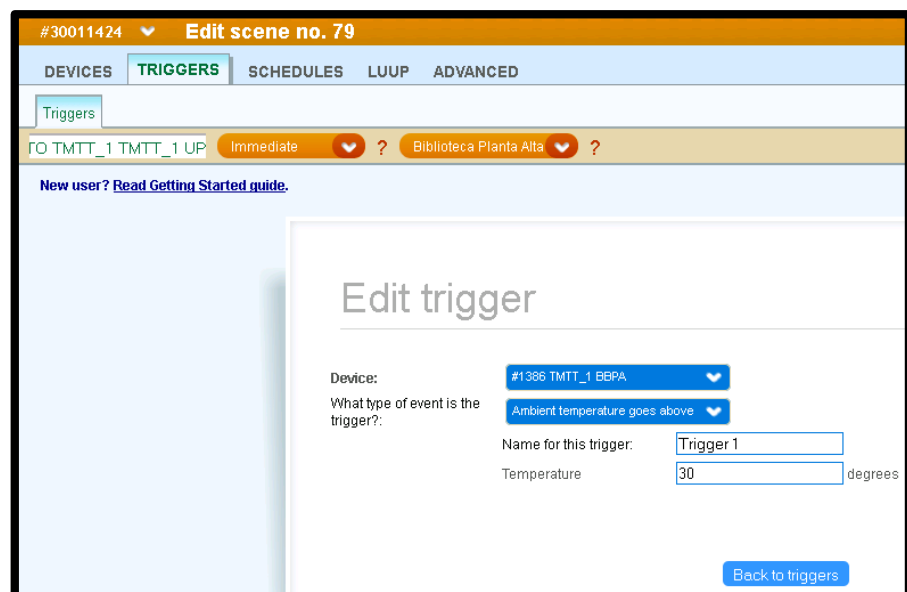 #30011424 Edit scene no. 79
DEVICES TRIGGERS SCHEDULES LUUP ADVANCED
Triggers
TO TMTT_1 TMTT_1 UP Immediate ? Biblioteca Planta Alta ?
New user? Read Getting Started guide.
Edit trigger
Device: #1386 TMTT_1 BBPA
What type of event is the Ambient temperature goes above
trigger?:
Name for this trigger: Trigger 1
Temperature 30 degrees
Back to triggers